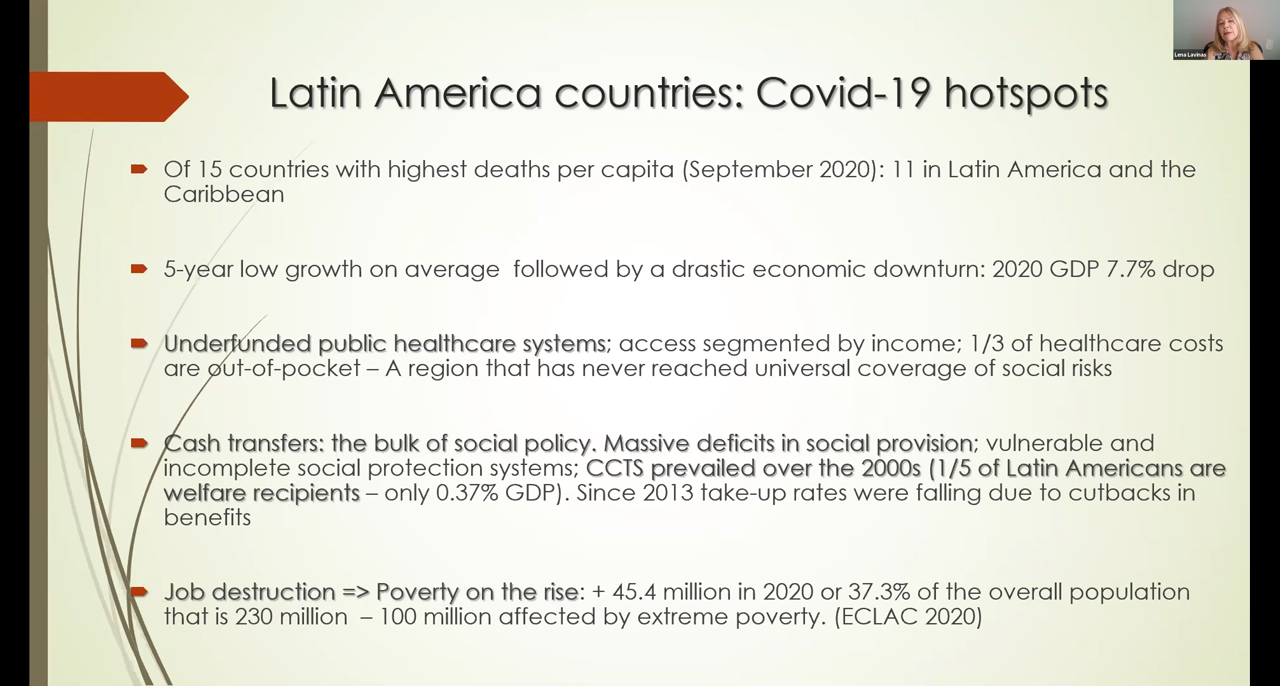 Lena Lavinas
Latin America countries: Covid-19 hotspots
Of 15 countries with highest deaths per capita (September 2020): 11 in Latin America and the
Caribbean
5-year low growth on average  followed by a drastic economic downturn: 2020 GDP 7.7% drop
Underfunded public healthcare systems; access segmented by income; 1/3 of healthcare costs
are out-of-pocket – A region that has never reached universal coverage of social risks
Cash transfers: the bulk of social policy. Massive deficits in social provision; vulnerable and
incomplete social protection systems; CCTS prevailed over the 2000s (1/5 of Latin Americans are
welfare recipients – only 0.37% GDP). Since 2013 take-up rates were falling due to cutbacks in
benefits
Job destruction => Poverty on the rise: + 45.4 million in 2020 or 37.3% of the overall population
that is 230 million  – 100 million affected by extreme poverty. (ECLAC 2020)